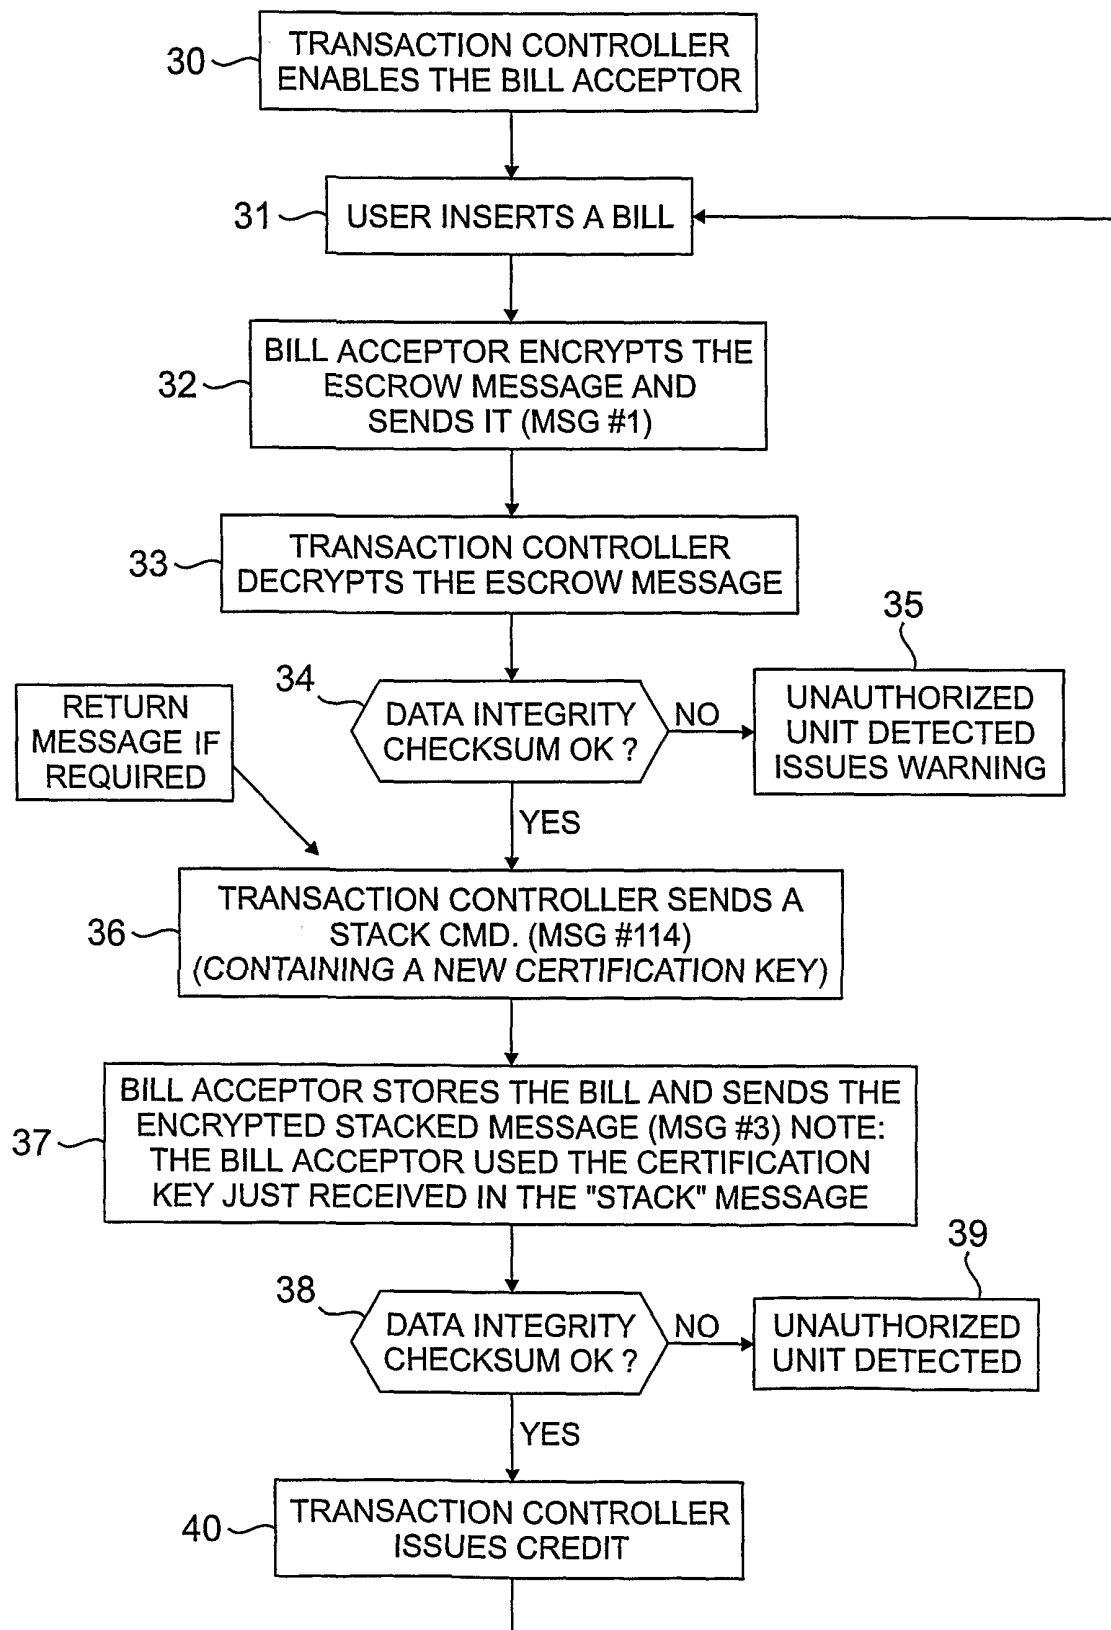 30
TRANSACTION CONTROLLER
ENABLES THE BILL ACCEPTOR
31
USER INSERTS A BILL
32
BILL ACCEPTOR ENCRYPTS THE
ESCROW MESSAGE AND
SENDS IT (MSG #1)
33
TRANSACTION CONTROLLER
DECRYPTS THE ESCROW MESSAGE
34
DATA INTEGRITY
CHECKSUM OK ?
NO
35
UNAUTHORIZED
UNIT DETECTED
ISSUES WARNING
RETURN
MESSAGE IF
REQUIRED
YES
36
TRANSACTION CONTROLLER SENDS A
STACK CMD. (MSG #114)
(CONTAINING A NEW CERTIFICATION KEY)
37
BILL ACCEPTOR STORES THE BILL AND SENDS THE
ENCRYPTED STACKED MESSAGE (MSG #3) NOTE:
THE BILL ACCEPTOR USED THE CERTIFICATION
KEY JUST RECEIVED IN THE "STACK" MESSAGE
38
DATA INTEGRITY
CHECKSUM OK ?
NO
39
UNAUTHORIZED
UNIT DETECTED
YES
40
TRANSACTION CONTROLLER
ISSUES CREDIT